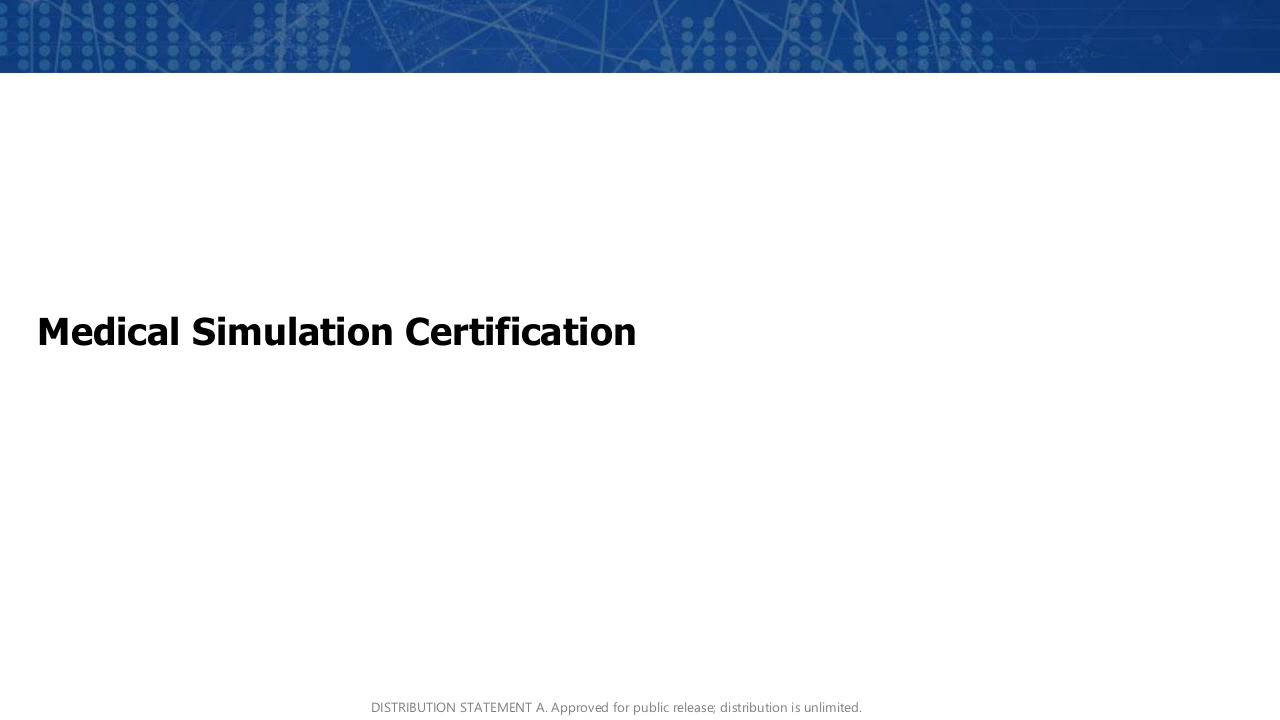 Medical Simulation Certification
DISTRIBUTION STATEMENT A. Approved for public release; distribution is unlimited.